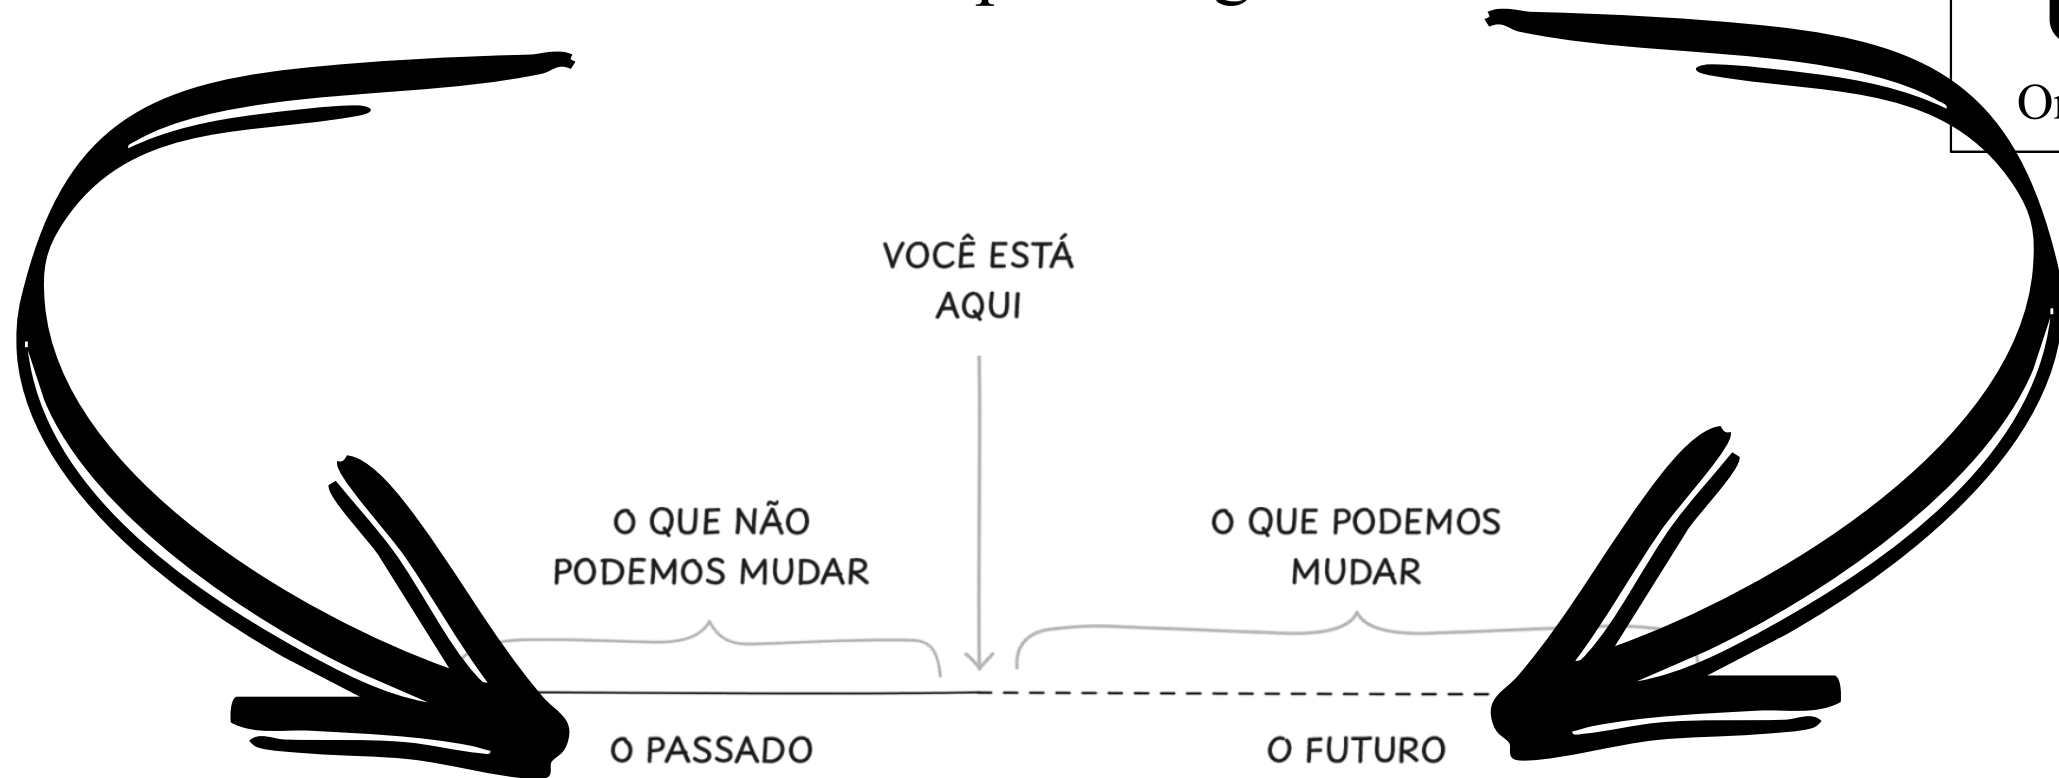 VOCÊ ESTÁ
AQUI
O QUE NÃO
PODEMOS MUDAR
O QUE PODEMOS
MUDAR
O PASSADO
O FUTURO